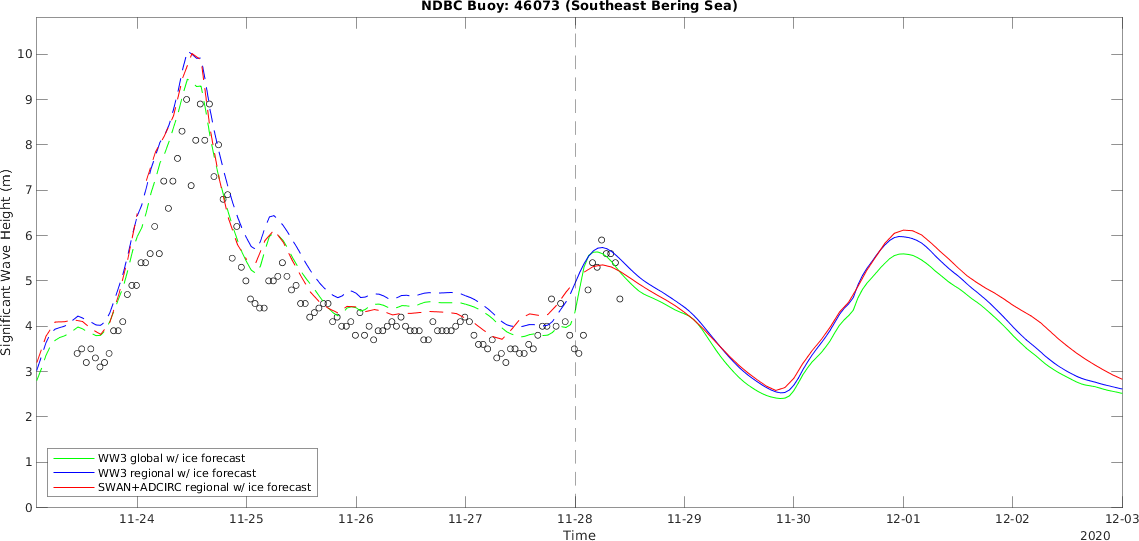 NDBC Buoy: 46073 (Southeast Bering Sea)
Significant Wave Height (m)
10
9
8
7
6
5
4
3
2
1
0
WW3 global w/ ice forecast
WW3 regional w/ ice forecast
SWAN+ADCIRC regional w/ ice forecast
11-24 11-25 11-26 11-27 11-28 11-29 11-30 12-01 12-02 12-03
Time
2020